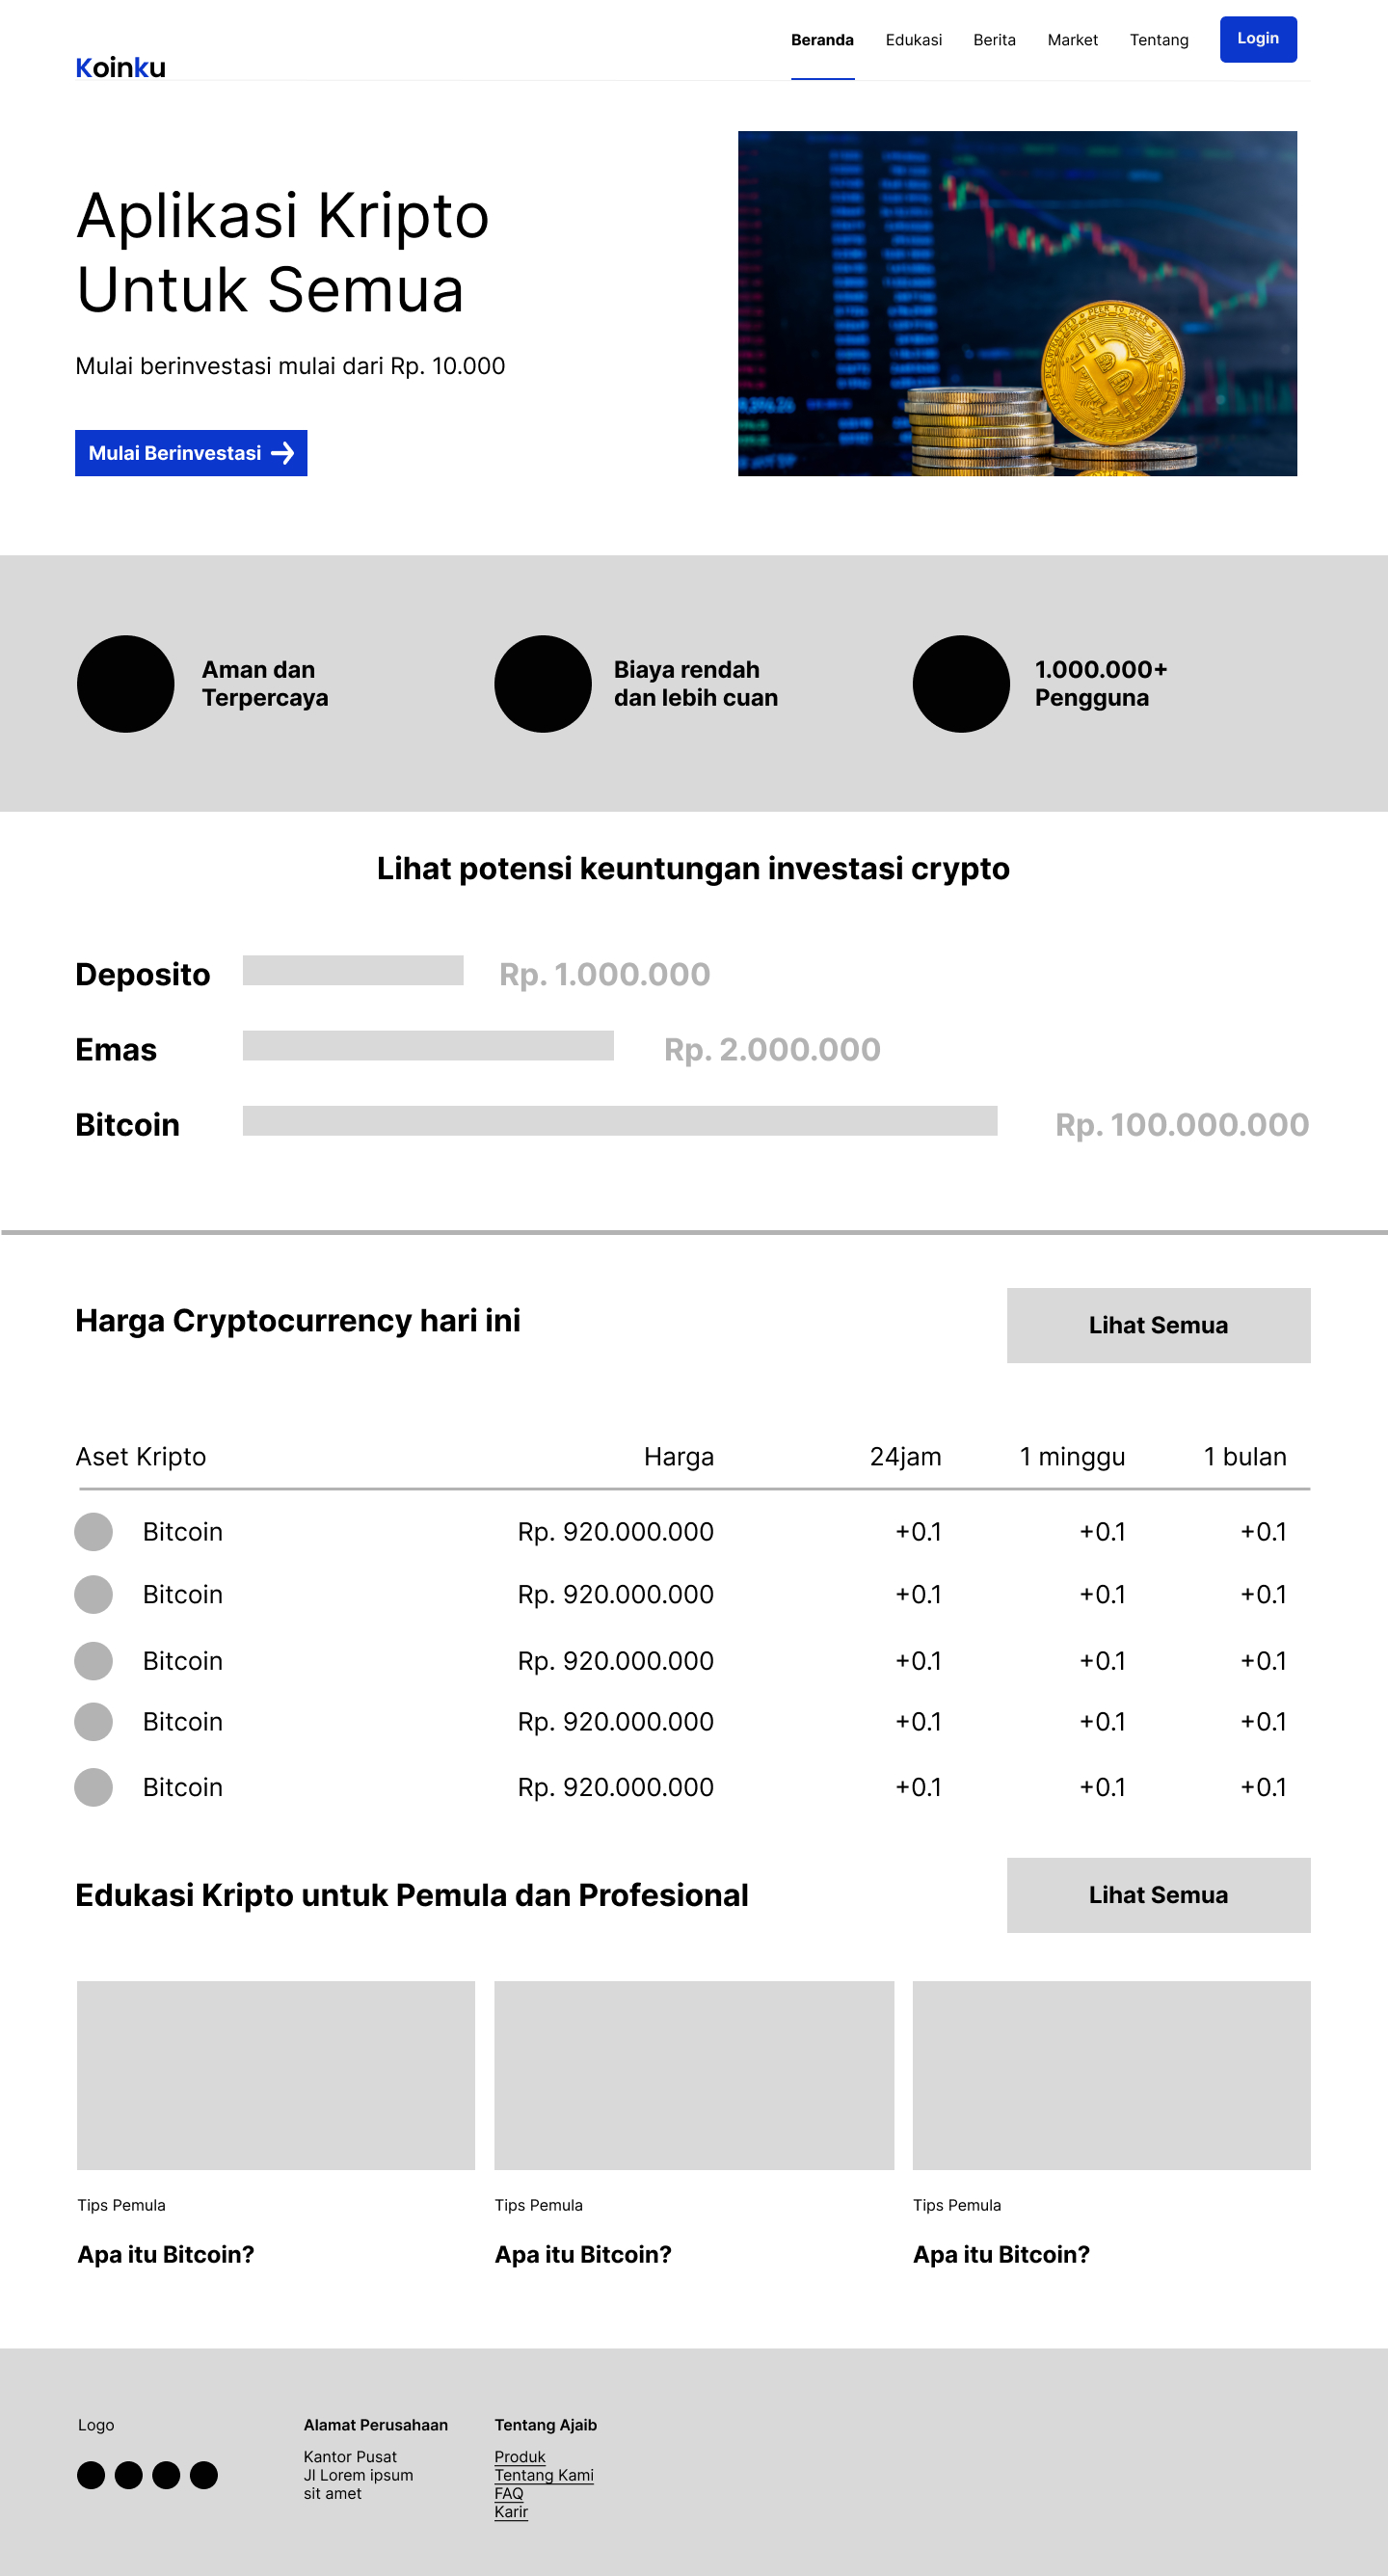 Koinku
Beranda Edukasi Berita Market Tentang Login
Aplikasi Kripto
Untuk Semua
Mulai berinvestasi mulai dari Rp. 10.000
Mulai Berinvestasi
Aman dan
Terpercaya
Biaya rendah
dan lebih cuan
1.000.000+
Pengguna
Lihat potensi keuntungan investasi crypto
Deposito Rp. 1.000.000
Emas Rp. 2.000.000
Bitcoin Rp. 100.000.000
Harga Cryptocurrency hari ini
Lihat Semua
Aset Kripto Harga 24jam 1 minggu 1 bulan
Bitcoin Rp. 920.000.000 +0.1 +0.1 +0.1
Bitcoin Rp. 920.000.000 +0.1 +0.1 +0.1
Bitcoin Rp. 920.000.000 +0.1 +0.1 +0.1
Bitcoin Rp. 920.000.000 +0.1 +0.1 +0.1
Bitcoin Rp. 920.000.000 +0.1 +0.1 +0.1
Edukasi Kripto untuk Pemula dan Profesional
Lihat Semua
Tips Pemula
Apa itu Bitcoin?
Tips Pemula
Apa itu Bitcoin?
Tips Pemula
Apa itu Bitcoin?
Logo
Alamat Perusahaan
Kantor Pusat
Jl Lorem ipsum
sit amet
Tentang Ajaib
Produk
Tentang Kami
FAQ
Karir